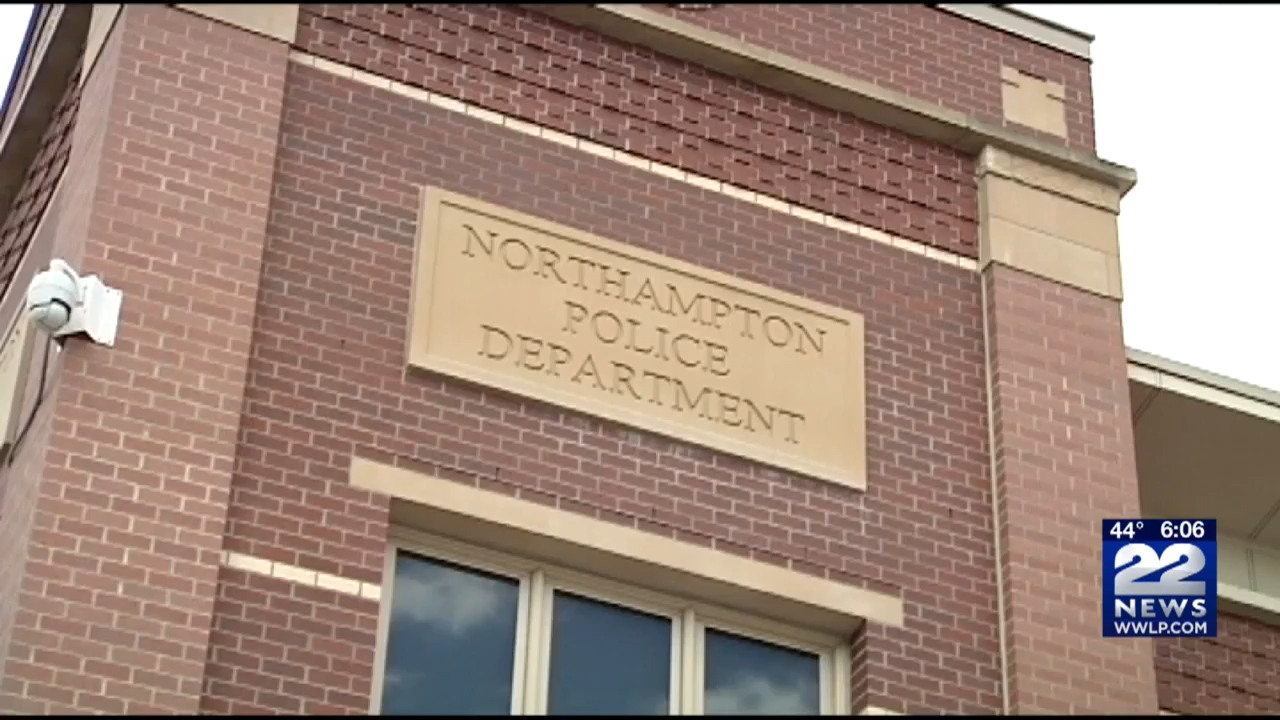 NORTHAMPTON
POLICE
DEPARTMENT
44° 6:06
22
NEWS
WWLP.COM